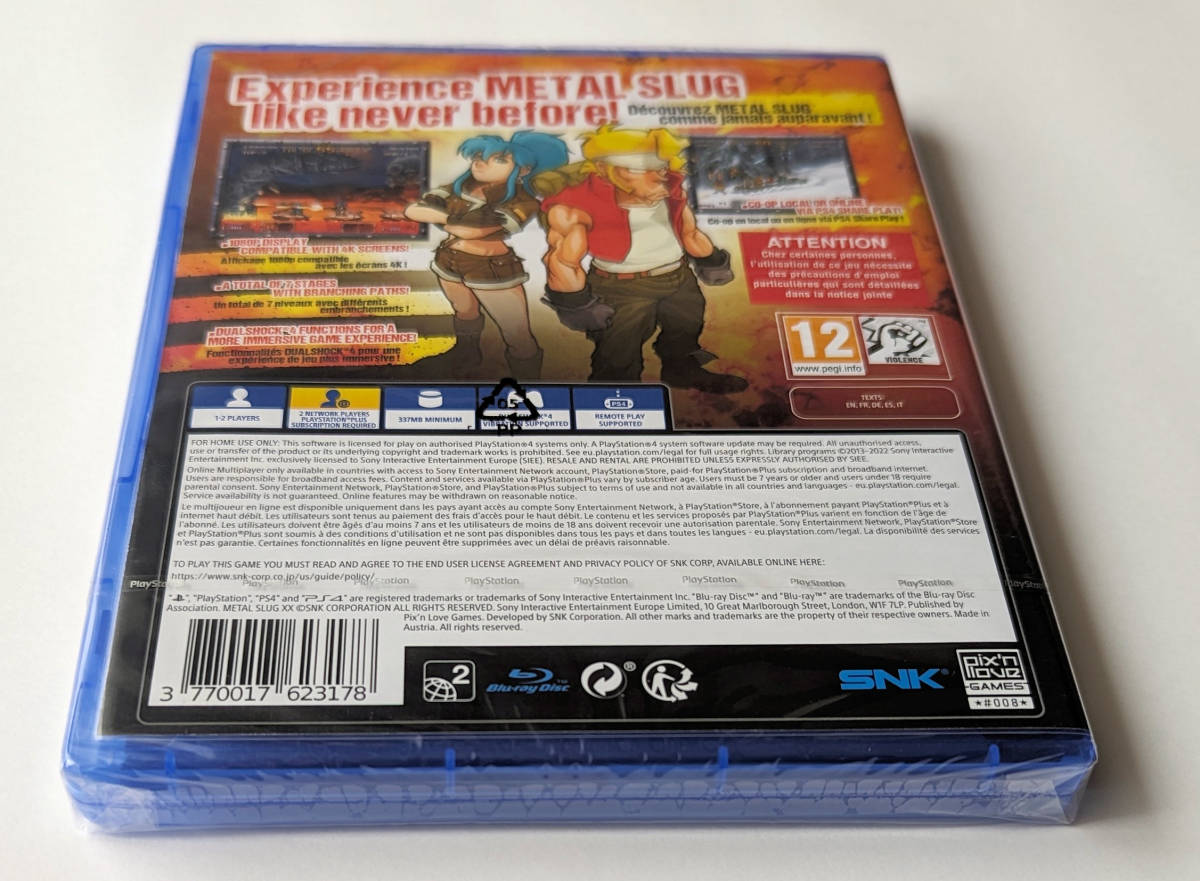 Experience METAL SLUG
like never before!
Découvrez METAL SLUG
comme jamais auparavant !
• 1080P DISPLAY
COMPATIBLE WITH 4K SCREENS!
Affichage 1080p compatible
avec les écrans 4K !
• A TOTAL OF 7 STAGES
WITH BRANCHING PATHS!
Un total de 7 niveaux avec différents
embranchements !
• DUALSHOCK®4 FUNCTIONS FOR A
MORE IMMERSIVE GAME EXPERIENCE!
Fonctionnalités DUALSHOCK®4 pour une
expérience de jeu plus immersive !
• CO-OP LOCAL OR ONLINE
VIA PS4 SHARE PLAY!
Co-op en local ou en ligne via PS4 Share Play !
ATTENTION
Chez certaines personnes,
l'utilisation de ce jeu nécessite
des précautions d'emploi
particulières qui sont détaillées
dans la notice jointe
12
www.pegi.info
VIOLENCE
TEXTS:
EN, FR, DE, ES, IT
1-2 PLAYERS
2 NETWORK PLAYERS
PLAYSTATION®PLUS
SUBSCRIPTION REQUIRED
337MB MINIMUM
VIBRATION SUPPORTED
05
PP
PS4
REMOTE PLAY
SUPPORTED
FOR HOME USE ONLY: This software is licensed for play on authorised PlayStation®4 systems only. A PlayStation®4 system software update may be required. All unauthorised access,
use or transfer of the product or its underlying copyright and trademark works is prohibited. See eu.playstation.com/legal for full usage rights. Library programs ©2013-2022 Sony Interactive
Entertainment Inc. exclusively licensed to Sony Interactive Entertainment Europe (SIEE). RESALE AND RENTAL ARE PROHIBITED UNLESS EXPRESSLY AUTHORISED BY SIEE.
Online Multiplayer only available in countries with access to Sony Entertainment Network account, PlayStation®Store, paid-for PlayStation®Plus subscription and broadband internet.
Users are responsible for broadband access fees. Content and services available via PlayStation®Plus vary by subscriber age. Users must be 7 years or older and users under 18 require
parental consent. Sony Entertainment Network, PlayStation®Store, and PlayStation®Plus subject to terms of use and not available in all countries and languages - eu.playstation.com/legal.
Service availability is not guaranteed. Online features may be withdrawn on reasonable notice.
Le multijoueur en ligne est disponible uniquement dans les pays ayant accès au compte Sony Entertainment Network, à PlayStation®Store, à l'abonnement payant PlayStation®Plus et à
internet haut débit. Les utilisateurs sont tenus au paiement des frais d'accès pour le haut débit. Le contenu et les services proposés par PlayStation®Plus varient en fonction de l'âge de
l'abonné. Les utilisateurs doivent être âgés d'au moins 7 ans et les utilisateurs de moins de 18 ans doivent recevoir une autorisation parentale. Sony Entertainment Network, PlayStation®Store
et PlayStation®Plus sont soumis à des conditions d'utilisation et ne sont pas disponibles dans tous les pays et dans toutes les langues - eu.playstation.com/legal. La disponibilité des services
n'est pas garantie. Certaines fonctionnalités en ligne peuvent être supprimées avec un délai de préavis raisonnable.
TO PLAY THIS GAME YOU MUST READ AND AGREE TO THE END USER LICENSE AGREEMENT AND PRIVACY POLICY OF SNK CORP, AVAILABLE ONLINE HERE:
https://www.snk-corp.co.jp/us/guide/policy/
PlayStation PlayStation PlayStation PlayStation PlayStation
"PlayStation", "PS4" and "PS4" are registered trademarks or trademarks of Sony Interactive Entertainment Inc. "Blu-ray Disc™" and "Blu-ray™" are trademarks of the Blu-ray Disc
Association. METAL SLUG XX ©SNK CORPORATION ALL RIGHTS RESERVED. Sony Interactive Entertainment Europe Limited, 10 Great Marlborough Street, London, W1F 7LP. Published by
Pix'n Love Games. Developed by SNK Corporation. All other marks and trademarks are the property of their respective owners. Made in
Austria. All rights reserved.
3 770017 623178
2
Blu-ray Disc™
®
SNK®
pix'n
love
GAMES
★#008★